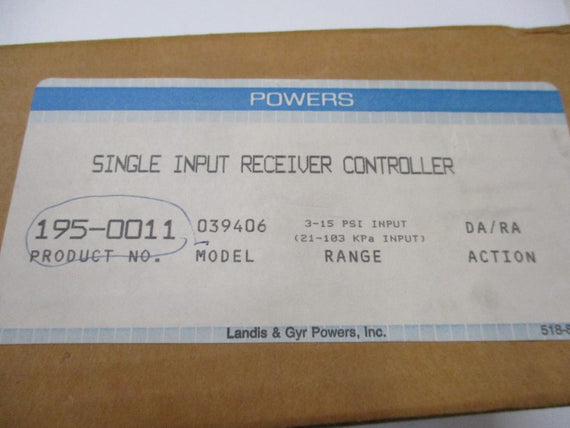 POWERS
SINGLE INPUT RECEIVER CONTROLLER
195-0011 039406 3-15 PSI INPUT DA/RA
(21-103 KPa INPUT)
PRODUCT NO. MODEL RANGE ACTION
Landis & Gyr Powers, Inc.